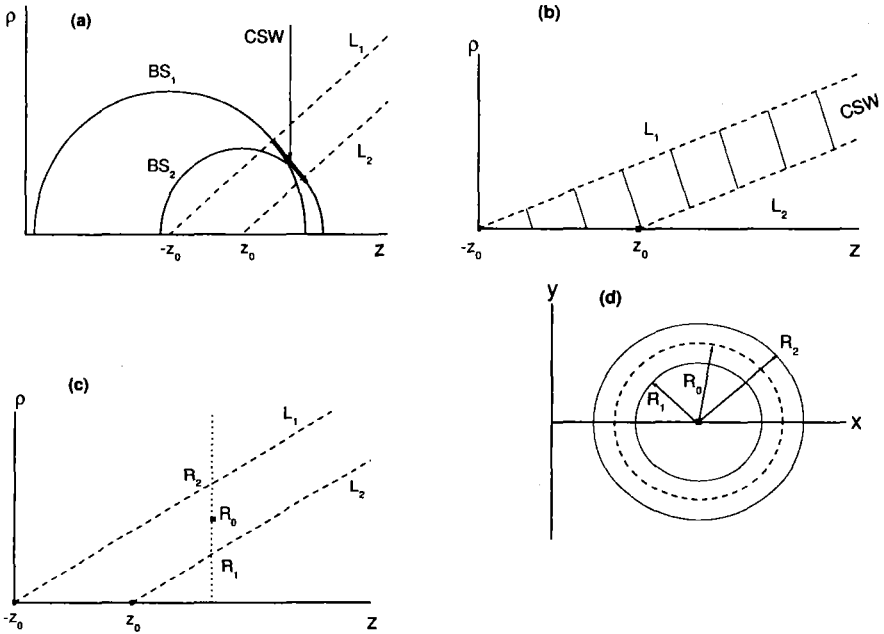 (a)
ρ
CSW
L₁
BS₁
L₂
BS₂
-z₀
z₀
Z
(b)
ρ
L₁
CSW
L₂
-z₀
z₀
Z
(c)
ρ
L₁
R₂
L₂
R₀
R₁
-z₀
z₀
Z
(d)
y
R₂
R₀
R₁
X